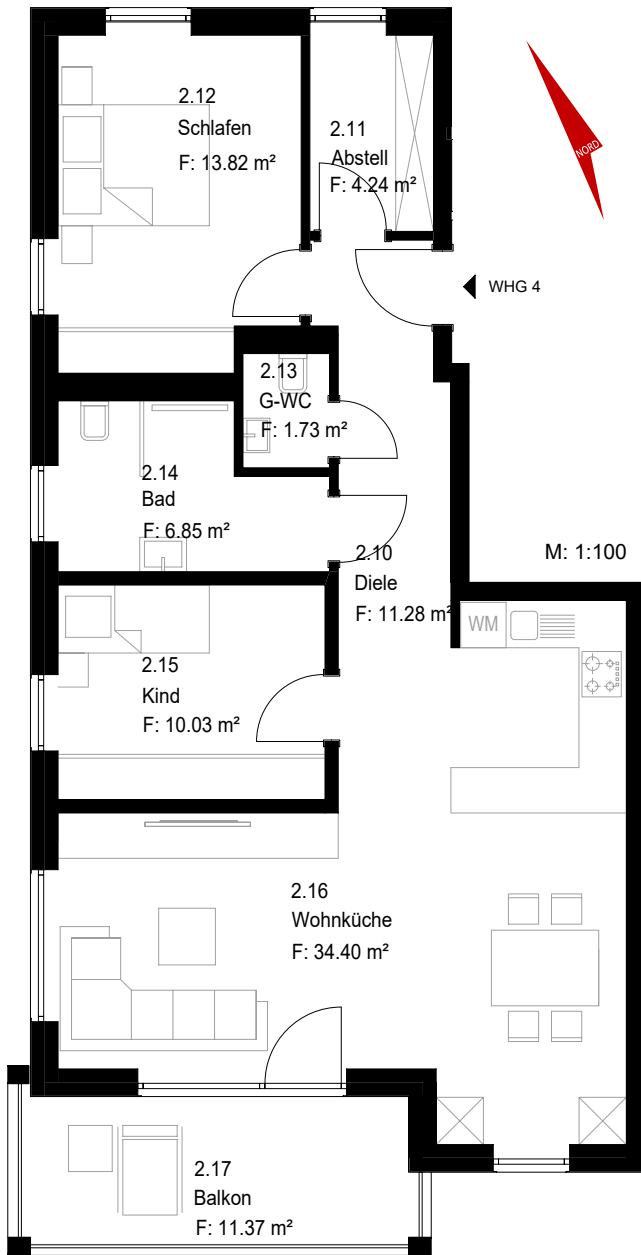 2.12
Schlafen
F: 13.82 m²
2.11
Abstell
F: 4.24 m²
NORD
WHG 4
2.13
G-WC
F: 1.73 m²
2.14
Bad
F: 6.85 m²
2.10
Diele
F: 11.28 m²
M: 1:100
WM
2.15
Kind
F: 10.03 m²
2.16
Wohnküche
F: 34.40 m²
2.17
Balkon
F: 11.37 m²